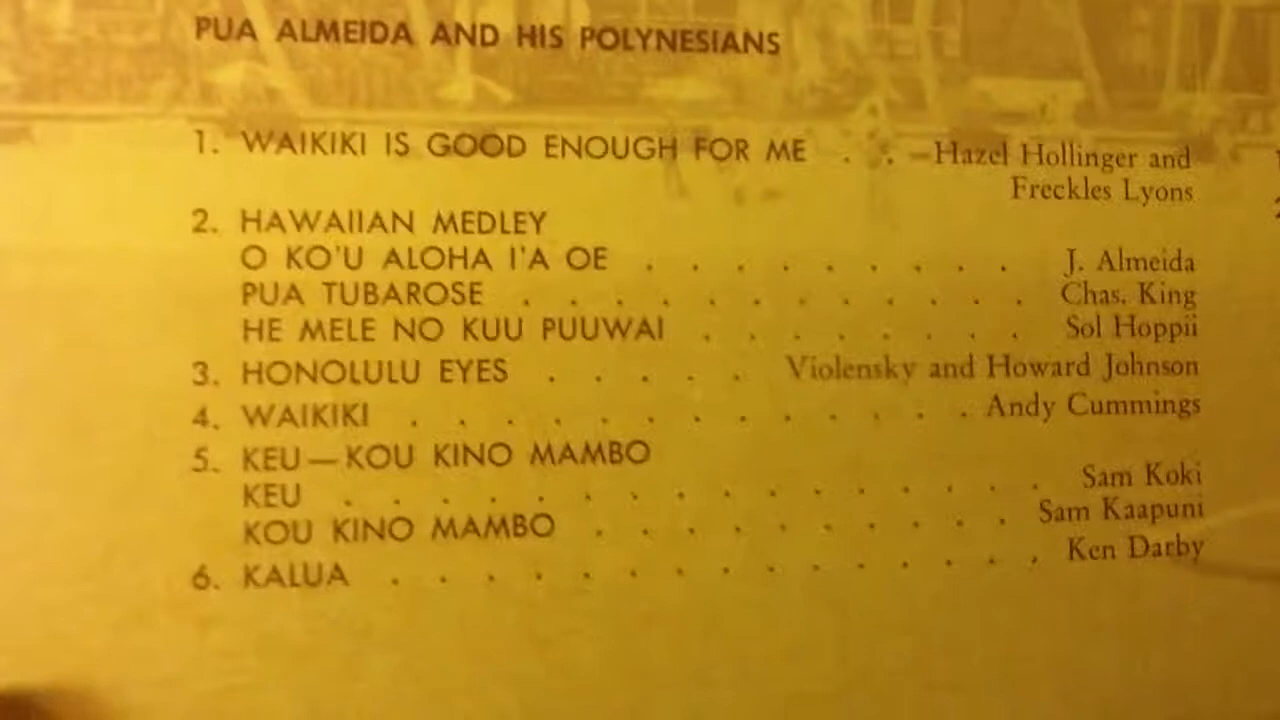 PUA ALMEIDA AND HIS POLYNESIANS
1. WAIKIKI IS GOOD ENOUGH FOR ME . . —Hazel Hollinger and
Freckles Lyons
2. HAWAIIAN MEDLEY
O KO'U ALOHA I'A OE . . . . . . . . . . J. Almeida
PUA TUBAROSE . . . . . . . . . . . . Chas. King
HE MELE NO KUU PUUWAI . . . . . . . . Sol Hoppii
3. HONOLULU EYES . . . . . Violensky and Howard Johnson
4. WAIKIKI . . . . . . . . . . . . . Andy Cummings
5. KEU—KOU KINO MAMBO
KEU . . . . . . . . . . . . . . . . Sam Koki
KOU KINO MAMBO . . . . . . . . . . Sam Kaapuni
6. KALUA . . . . . . . . . . . . . . Ken Darby